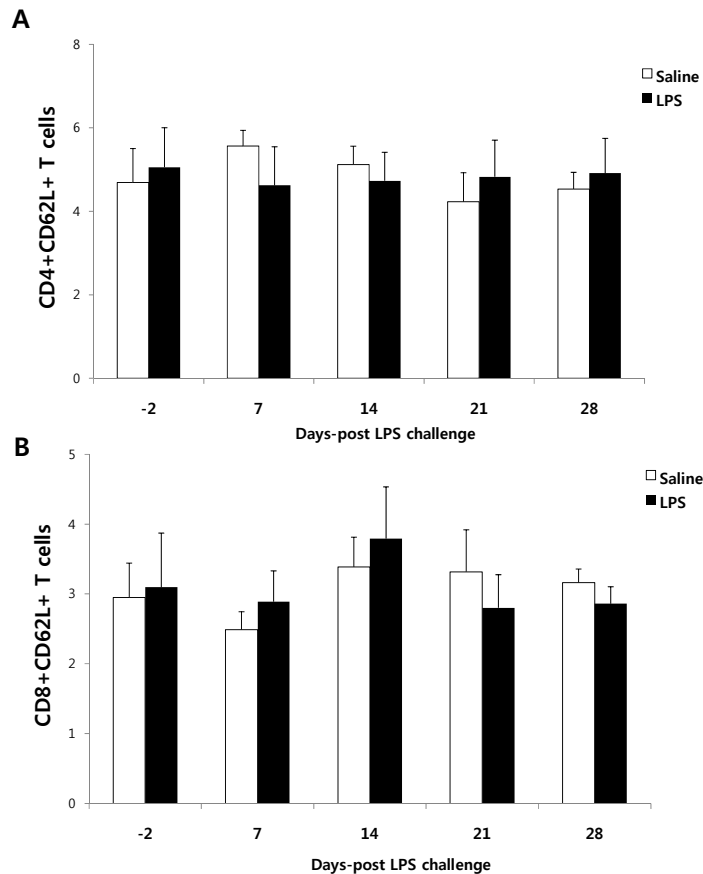 A
CD4+CD62L+ T cells
8
6
4
2
0
Saline
LPS
-2 7 14 21 28
Days-post LPS challenge
B
CD8+CD62L+ T cells
5
4
3
2
1
0
Saline
LPS
-2 7 14 21 28
Days-post LPS challenge